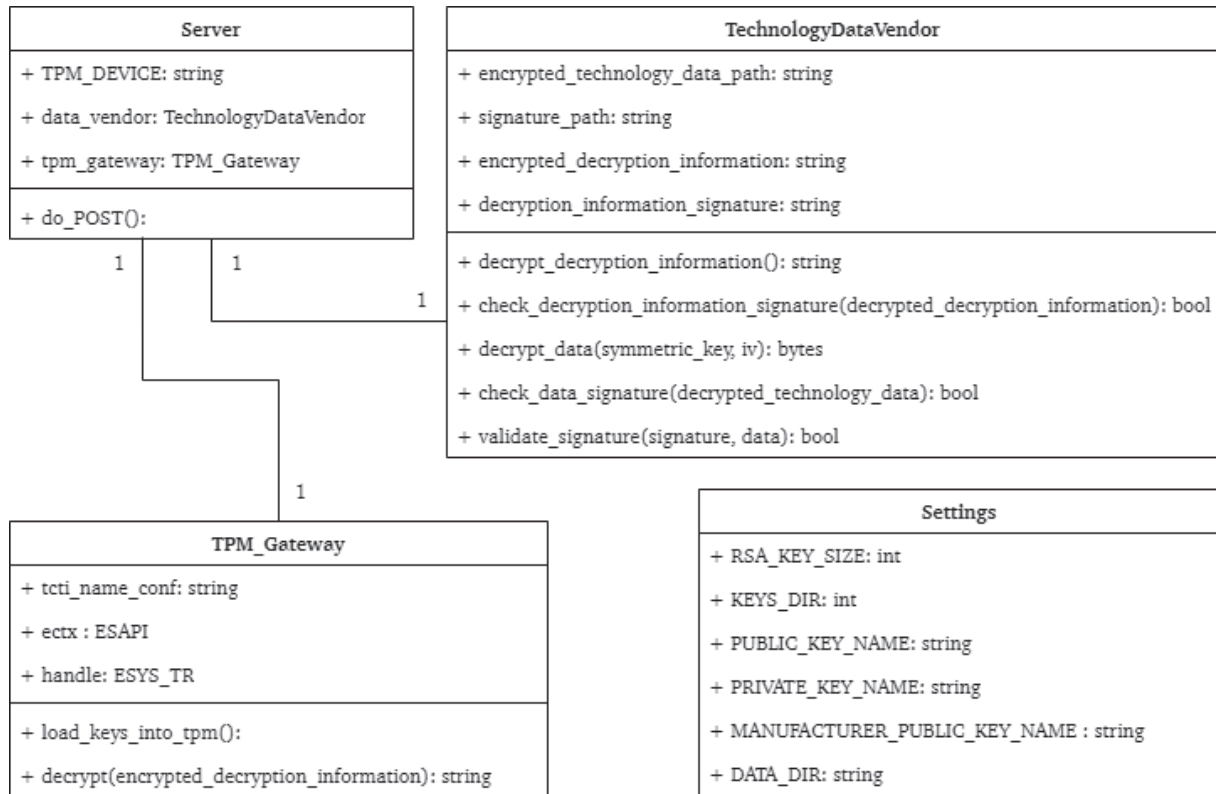 Server
+ TPM_DEVICE: string
+ data_vendor: TechnologyDataVendor
+ tpm_gateway: TPM_Gateway
+ do_POST():
TechnologyDataVendor
+ encrypted_technology_data_path: string
+ signature_path: string
+ encrypted_decryption_information: string
+ decryption_information_signature: string
+ decrypt_decryption_information(): string
+ check_decryption_information_signature(decrypted_decryption_information): bool
+ decrypt_data(symmetric_key, iv): bytes
+ check_data_signature(decrypted_technology_data): bool
+ validate_signature(signature, data): bool
1
1
1
1
TPM_Gateway
+ tcti_name_conf: string
+ ectx : ESAPI
+ handle: ESYS_TR
+ load_keys_into_tpm():
+ decrypt(encrypted_decryption_information): string
Settings
+ RSA_KEY_SIZE: int
+ KEYS_DIR: int
+ PUBLIC_KEY_NAME: string
+ PRIVATE_KEY_NAME: string
+ MANUFACTURER_PUBLIC_KEY_NAME : string
+ DATA_DIR: string